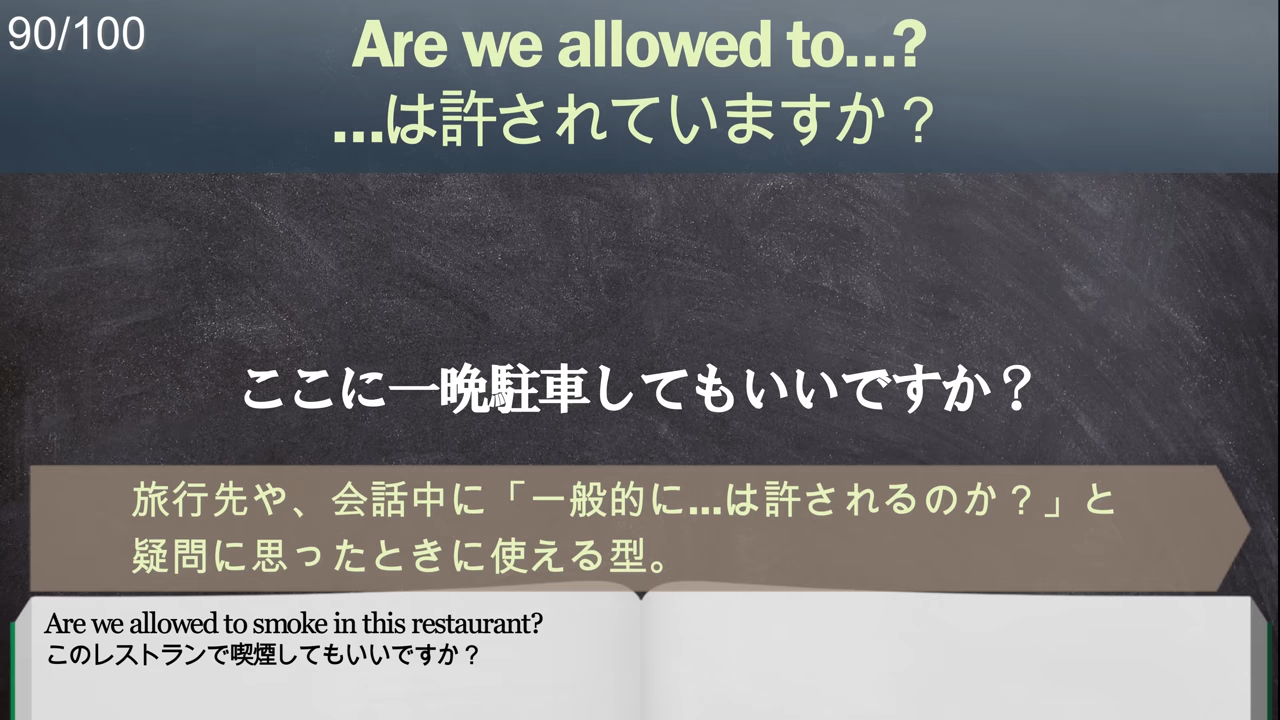 90/100
Are we allowed to...?
...は許されていますか？
ここに一晩駐車してもいいですか？
旅行先や、会話中に「一般的に...は許されるのか？」と
疑問に思ったときに使える型。
Are we allowed to smoke in this restaurant?
このレストランで喫煙してもいいですか？